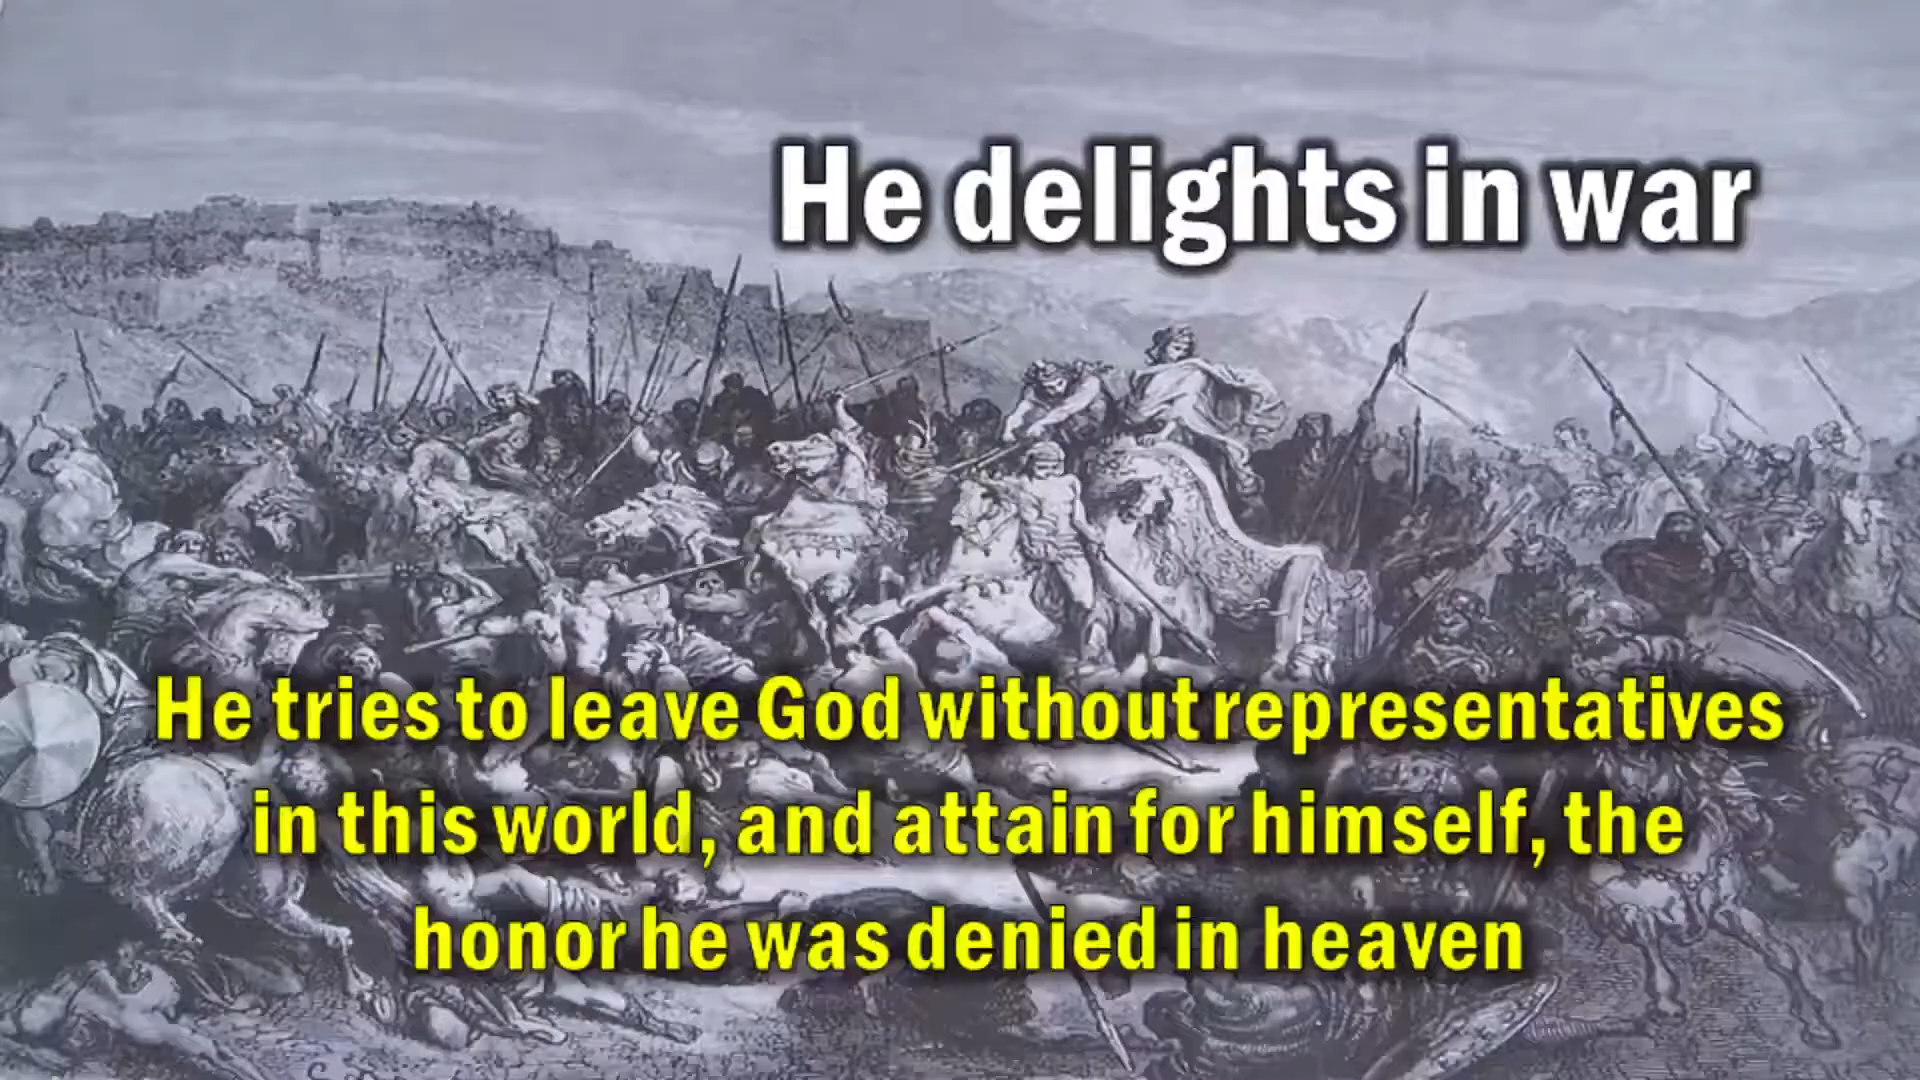 He delights in war
He tries to leave God without representatives
in this world, and attain for himself, the
honor he was denied in heaven